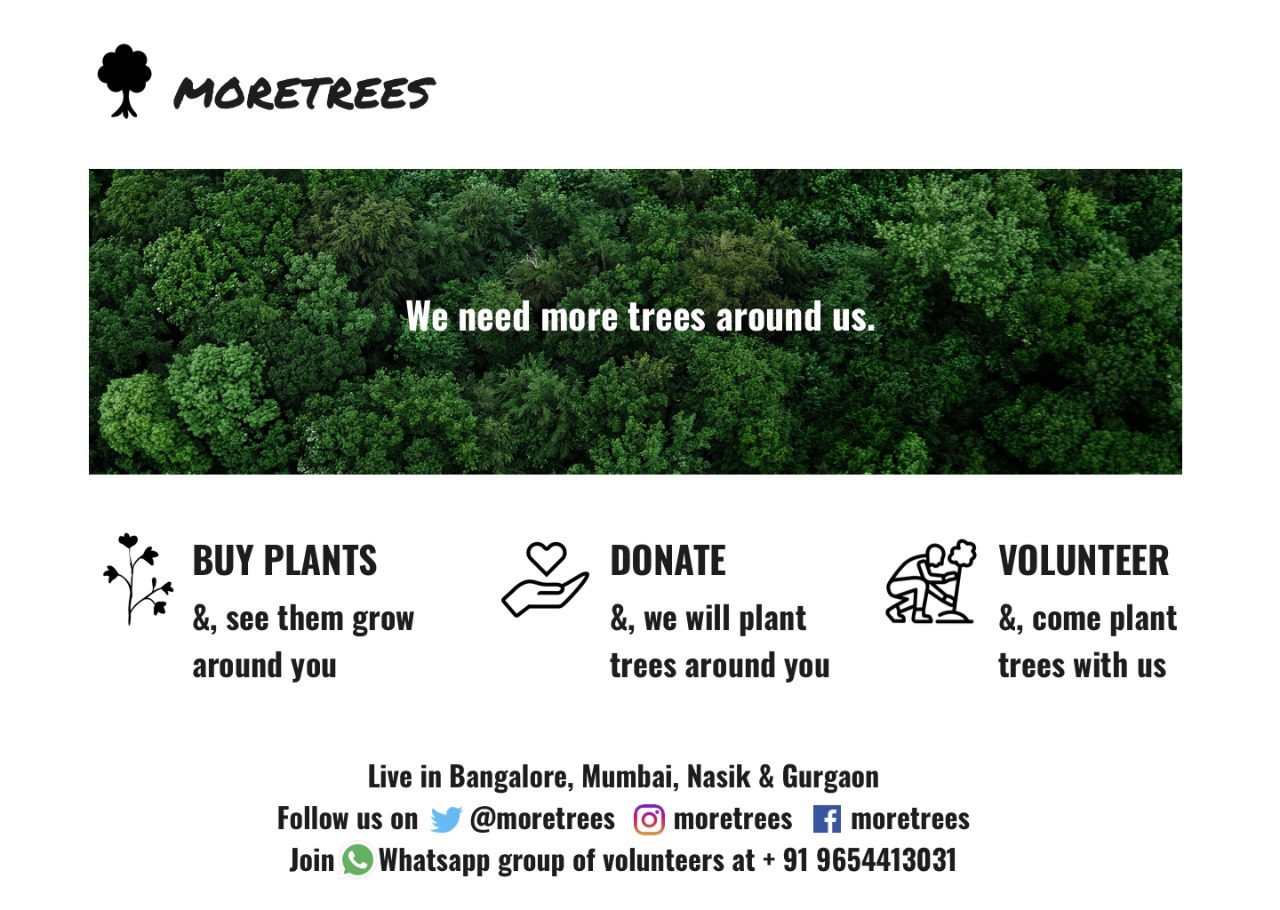 MORETREES
We need more trees around us.
BUY PLANTS
&, see them grow
around you
DONATE
&, we will plant
trees around you
VOLUNTEER
&, come plant
trees with us
Live in Bangalore, Mumbai, Nasik & Gurgaon
Follow us on @moretrees moretrees moretrees
Join Whatsapp group of volunteers at + 91 9654413031